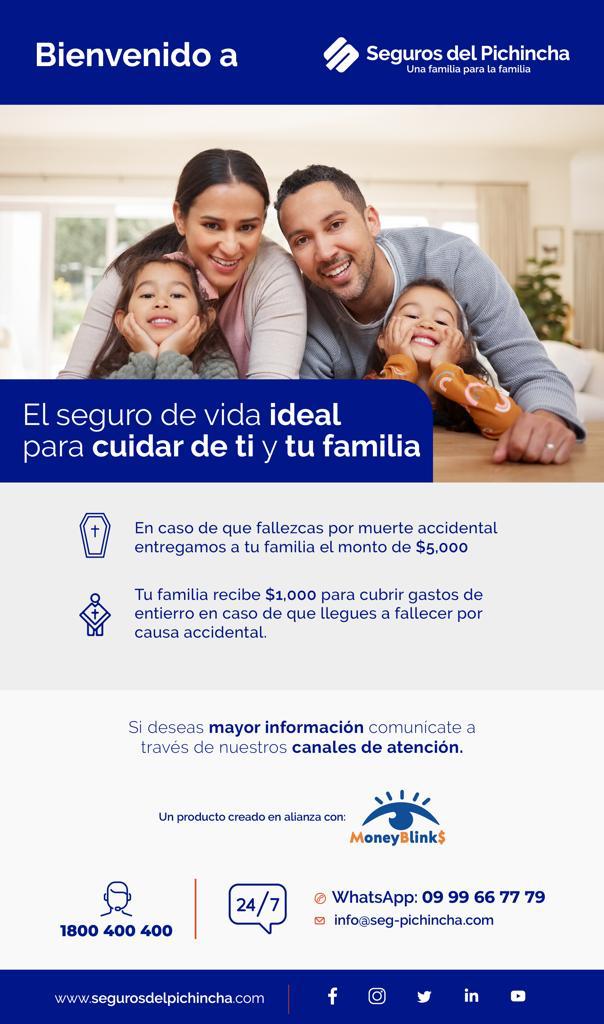 Bienvenido a
Seguros del Pichincha
Una familia para la familia
El seguro de vida ideal
para cuidar de ti y tu familia
En caso de que fallezcas por muerte accidental
entregamos a tu familia el monto de $5,000
Tu familia recibe $1,000 para cubrir gastos de
entierro en caso de que llegues a fallecer por
causa accidental.
Si deseas mayor información comunícate a
través de nuestros canales de atención.
Un producto creado en alianza con:
MoneyBlink$
1800 400 400
24/7
WhatsApp: 09 99 66 77 79
info@seg-pichincha.com
www.segurosdelpichincha.com